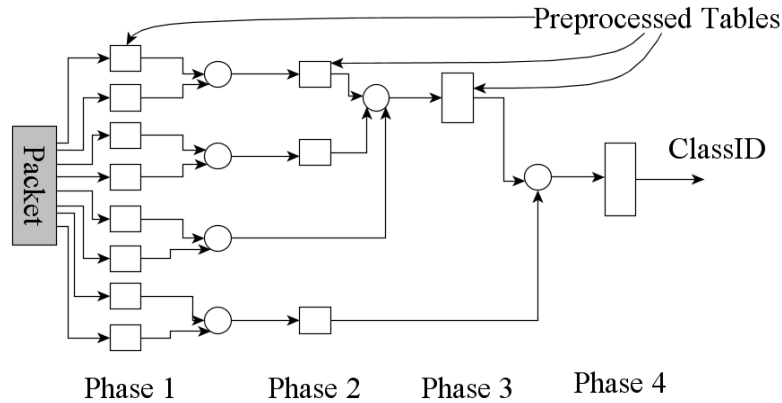 Preprocessed Tables
Packet
ClassID
Phase 1
Phase 2
Phase 3
Phase 4